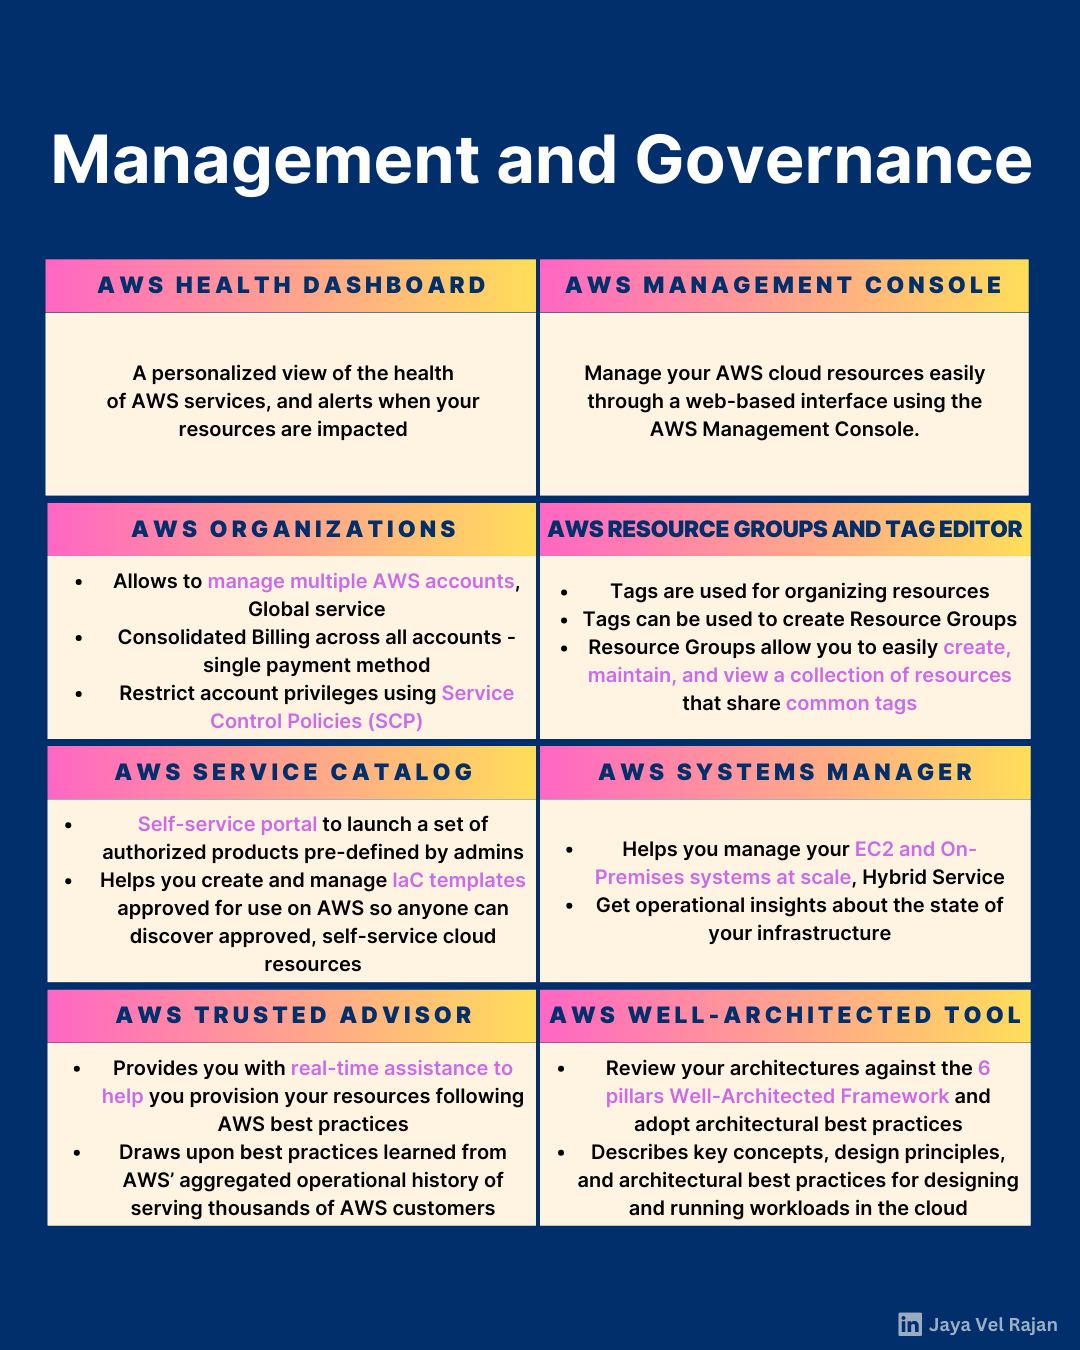 Management and Governance
AWS HEALTH DASHBOARD
A personalized view of the health
of AWS services, and alerts when your
resources are impacted
AWS MANAGEMENT CONSOLE
Manage your AWS cloud resources easily
through a web-based interface using the
AWS Management Console.
AWS ORGANIZATIONS
• Allows to manage multiple AWS accounts,
Global service
• Consolidated Billing across all accounts -
single payment method
• Restrict account privileges using Service
Control Policies (SCP)
AWS RESOURCE GROUPS AND TAG EDITOR
• Tags are used for organizing resources
• Tags can be used to create Resource Groups
• Resource Groups allow you to easily create,
maintain, and view a collection of resources
that share common tags
AWS SERVICE CATALOG
• Self-service portal to launch a set of
authorized products pre-defined by admins
• Helps you create and manage IaC templates
approved for use on AWS so anyone can
discover approved, self-service cloud
resources
AWS SYSTEMS MANAGER
• Helps you manage your EC2 and On-
Premises systems at scale, Hybrid Service
• Get operational insights about the state of
your infrastructure
AWS TRUSTED ADVISOR
• Provides you with real-time assistance to
help you provision your resources following
AWS best practices
• Draws upon best practices learned from
AWS’ aggregated operational history of
serving thousands of AWS customers
AWS WELL-ARCHITECTED TOOL
• Review your architectures against the 6
pillars Well-Architected Framework and
adopt architectural best practices
• Describes key concepts, design principles,
and architectural best practices for designing
and running workloads in the cloud
in Jaya Vel Rajan